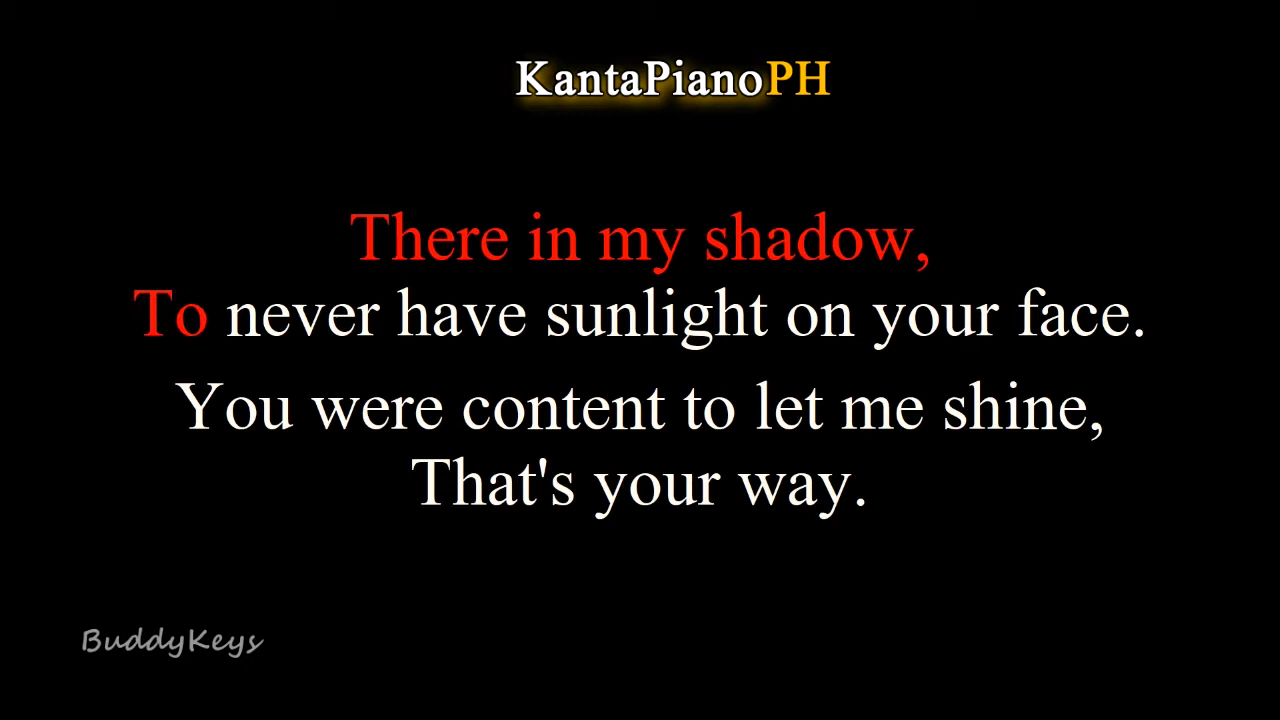 KantaPianoPH
There in my shadow,
To never have sunlight on your face.
You were content to let me shine,
That's your way.
BuddyKeys